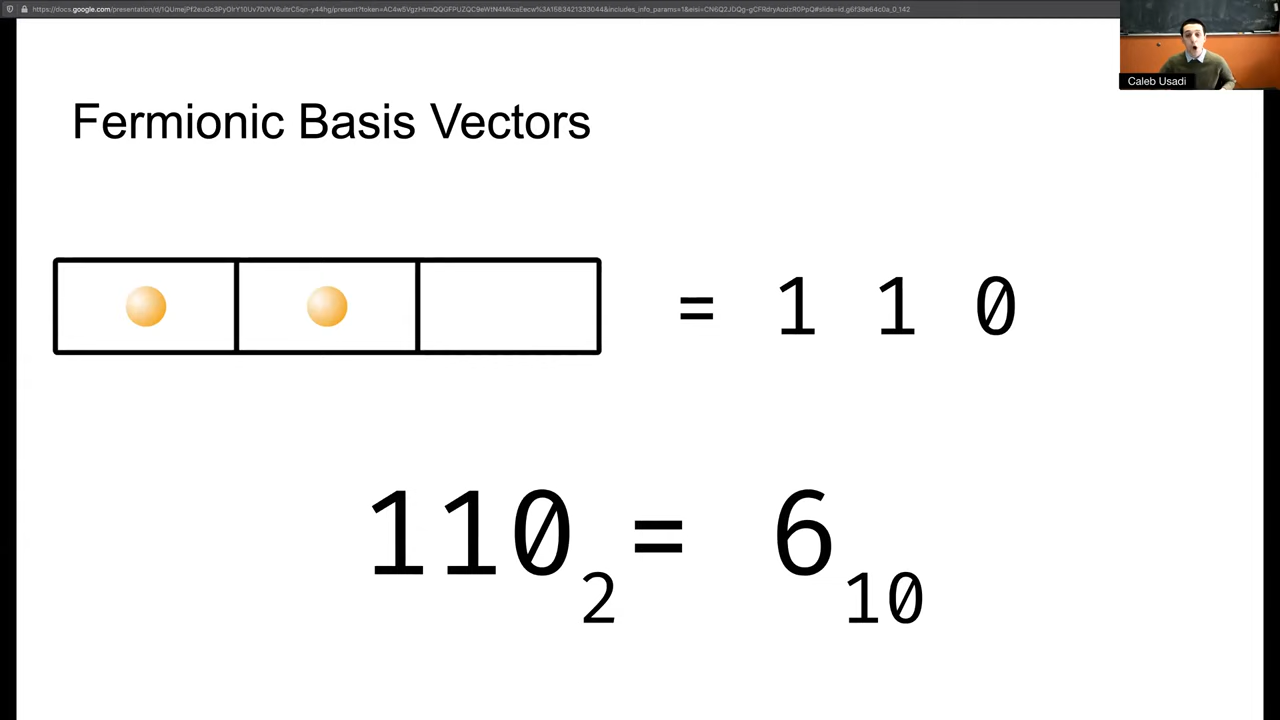 Caleb Usadi
Fermionic Basis Vectors
= 1 1 0
110₂ = 6₁₀